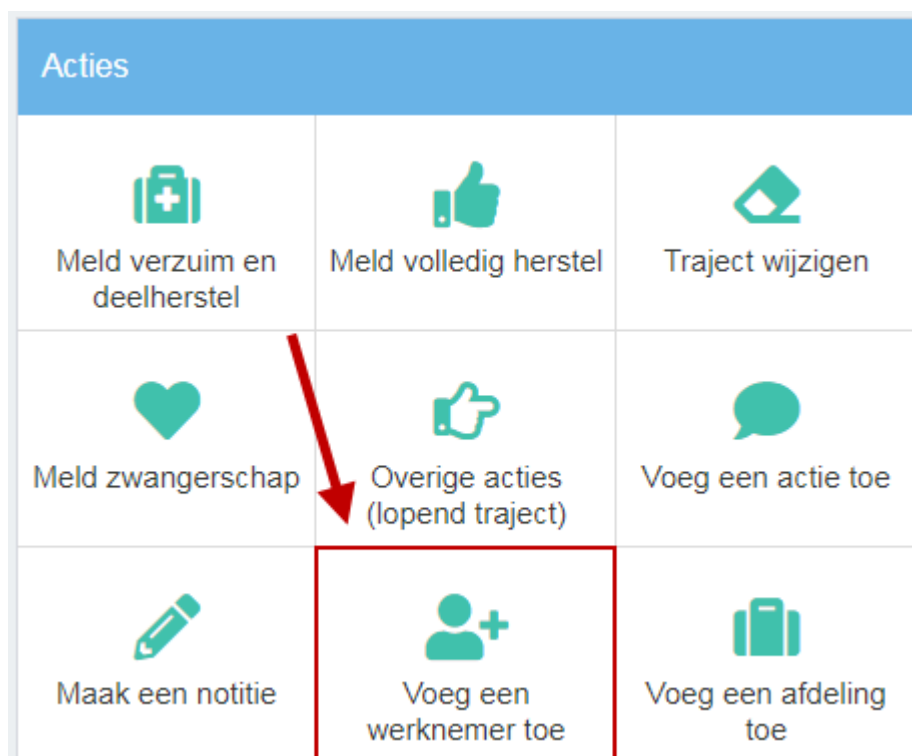 Acties
Meld verzuim en
deelherstel
Meld volledig herstel
Traject wijzigen
Meld zwangerschap
Overige acties
(lopend traject)
Voeg een actie toe
Maak een notitie
Voeg een
werknemer toe
Voeg een afdeling
toe